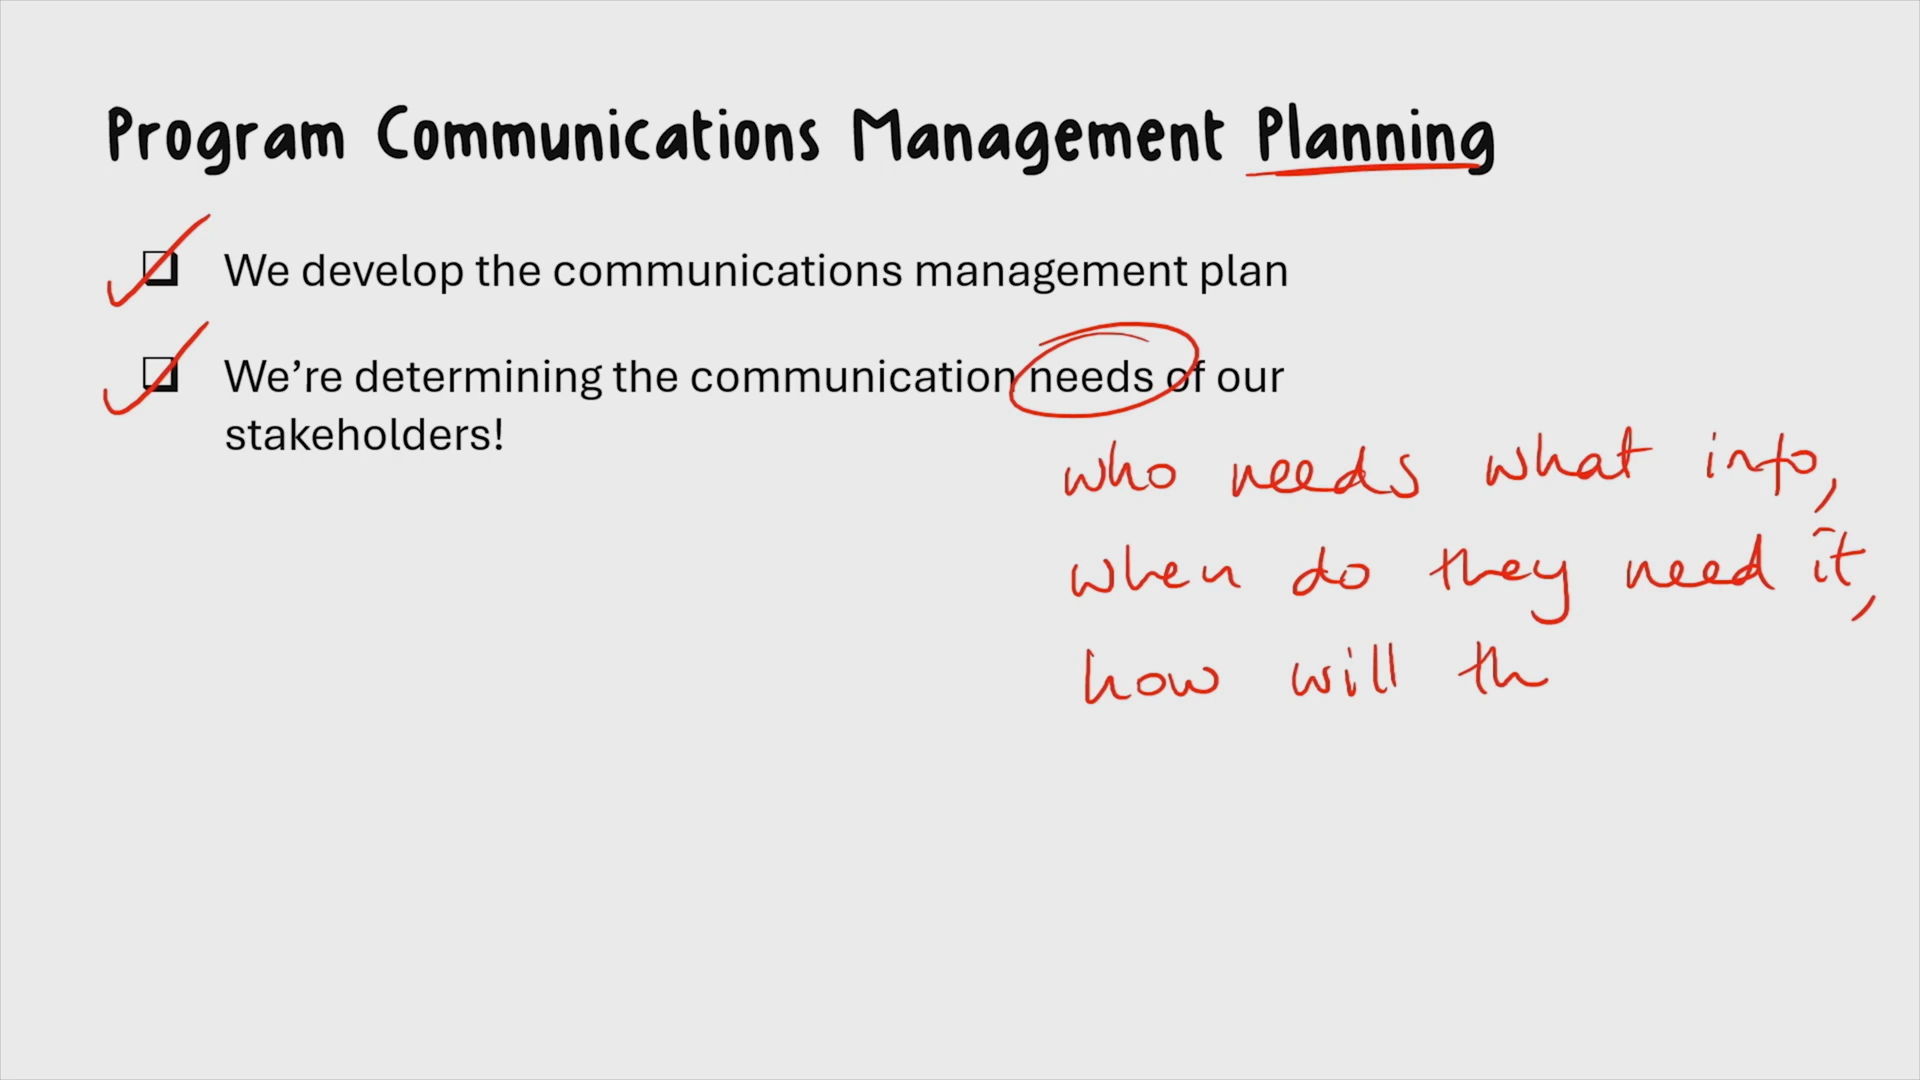 Program Communications Management Planning
We develop the communications management plan
We’re determining the communication needs of our
stakeholders!
who needs what info,
when do they need it,
how will th